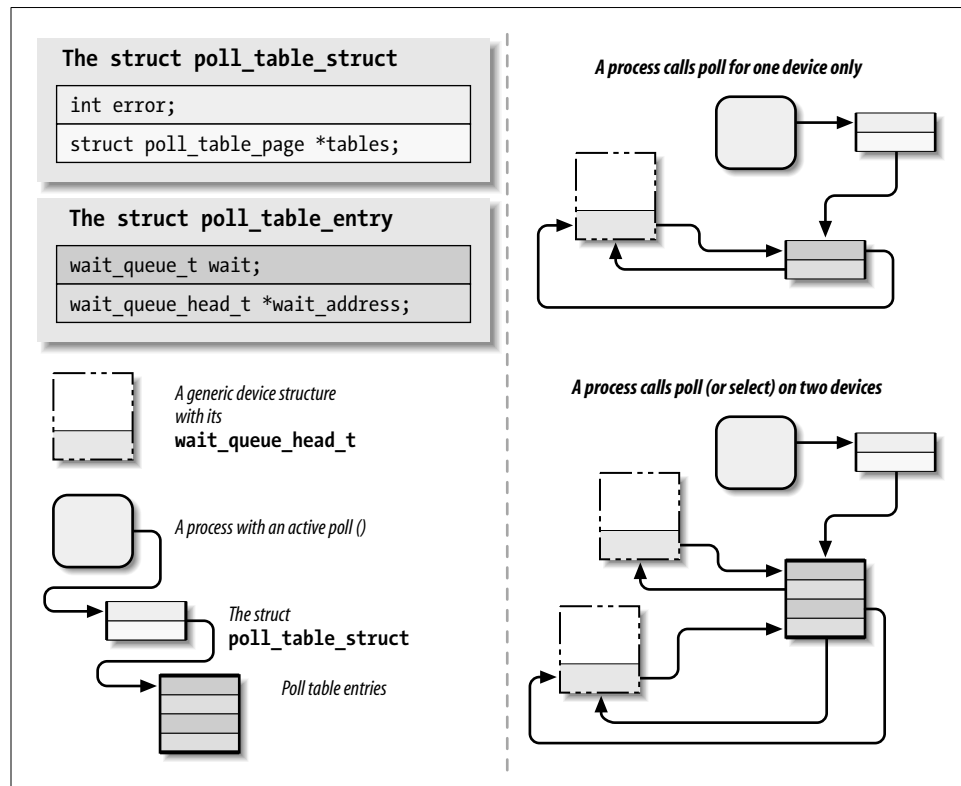 The struct poll_table_struct
int error;
struct poll_table_page *tables;
The struct poll_table_entry
wait_queue_t wait;
wait_queue_head_t *wait_address;
A generic device structure
with its
wait_queue_head_t
A process with an active poll ()
The struct
poll_table_struct
Poll table entries
A process calls poll for one device only
A process calls poll (or select) on two devices